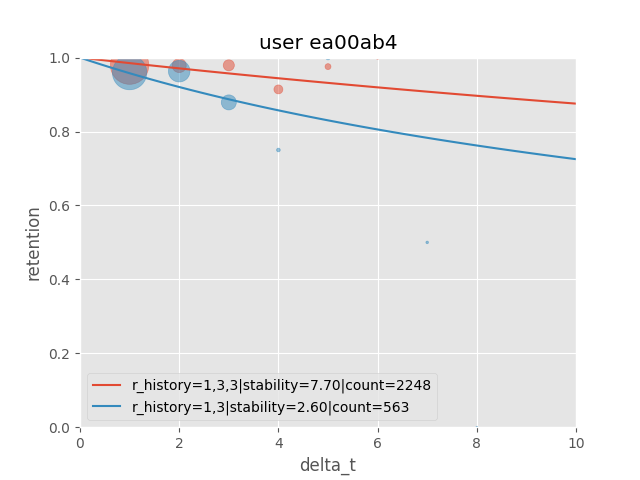 user ea00ab4
1.0
0.8
0.6
0.4
0.2
0.0
retention
r_history=1,3,3|stability=7.70|count=2248
r_history=1,3|stability=2.60|count=563
0 2 4 6 8 10
delta_t